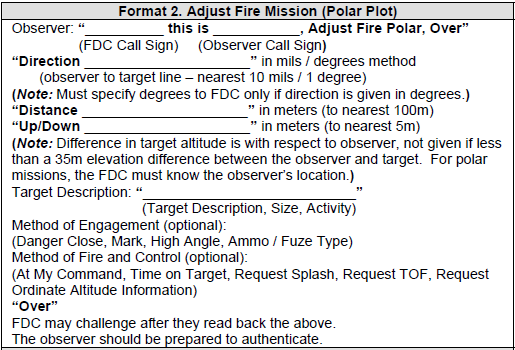 Format 2. Adjust Fire Mission (Polar Plot)
Observer: “__________ this is ___________, Adjust Fire Polar, Over”
(FDC Call Sign) (Observer Call Sign)
“Direction ______________________” in mils / degrees method
(observer to target line – nearest 10 mils / 1 degree)
(Note: Must specify degrees to FDC only if direction is given in degrees.)
“Distance ______________________” in meters (to nearest 100m)
“Up/Down ______________________” in meters (to nearest 5m)
(Note: Difference in target altitude is with respect to observer, not given if less
than a 35m elevation difference between the observer and target. For polar
missions, the FDC must know the observer’s location.)
Target Description: “____________________________”
(Target Description, Size, Activity)
Method of Engagement (optional):
(Danger Close, Mark, High Angle, Ammo / Fuze Type)
Method of Fire and Control (optional):
(At My Command, Time on Target, Request Splash, Request TOF, Request
Ordinate Altitude Information)
“Over”
FDC may challenge after they read back the above.
The observer should be prepared to authenticate.